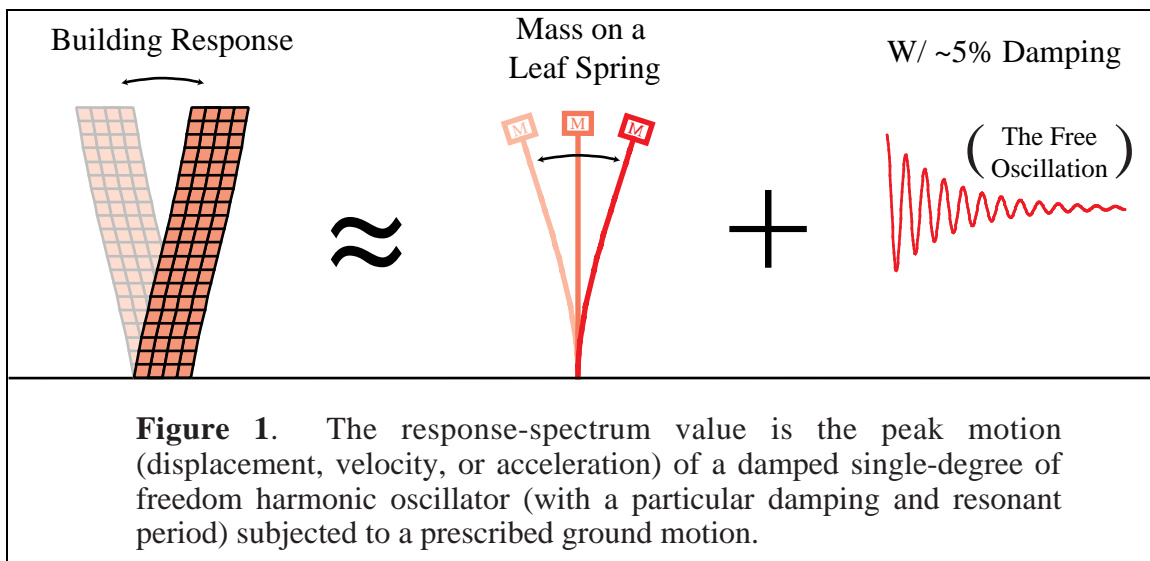 Building Response
Mass on a
Leaf Spring
W/ ~5% Damping
M
M
M
(The Free
Oscillation)
≈
+
Figure 1. The response-spectrum value is the peak motion
(displacement, velocity, or acceleration) of a damped single-degree of
freedom harmonic oscillator (with a particular damping and resonant
period) subjected to a prescribed ground motion.